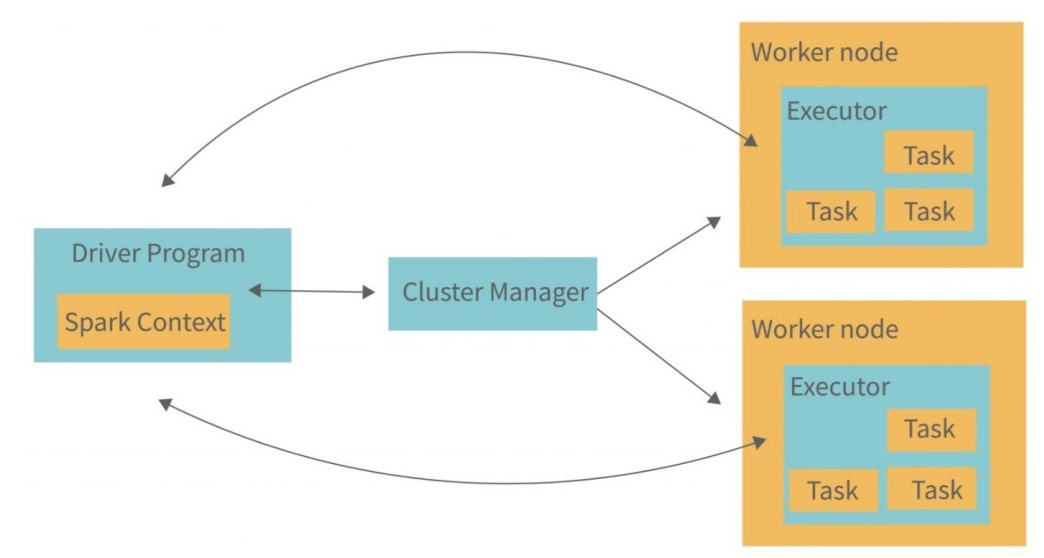 Driver Program
Spark Context
Cluster Manager
Worker node
Executor
Task
Task
Task
Worker node
Executor
Task
Task
Task